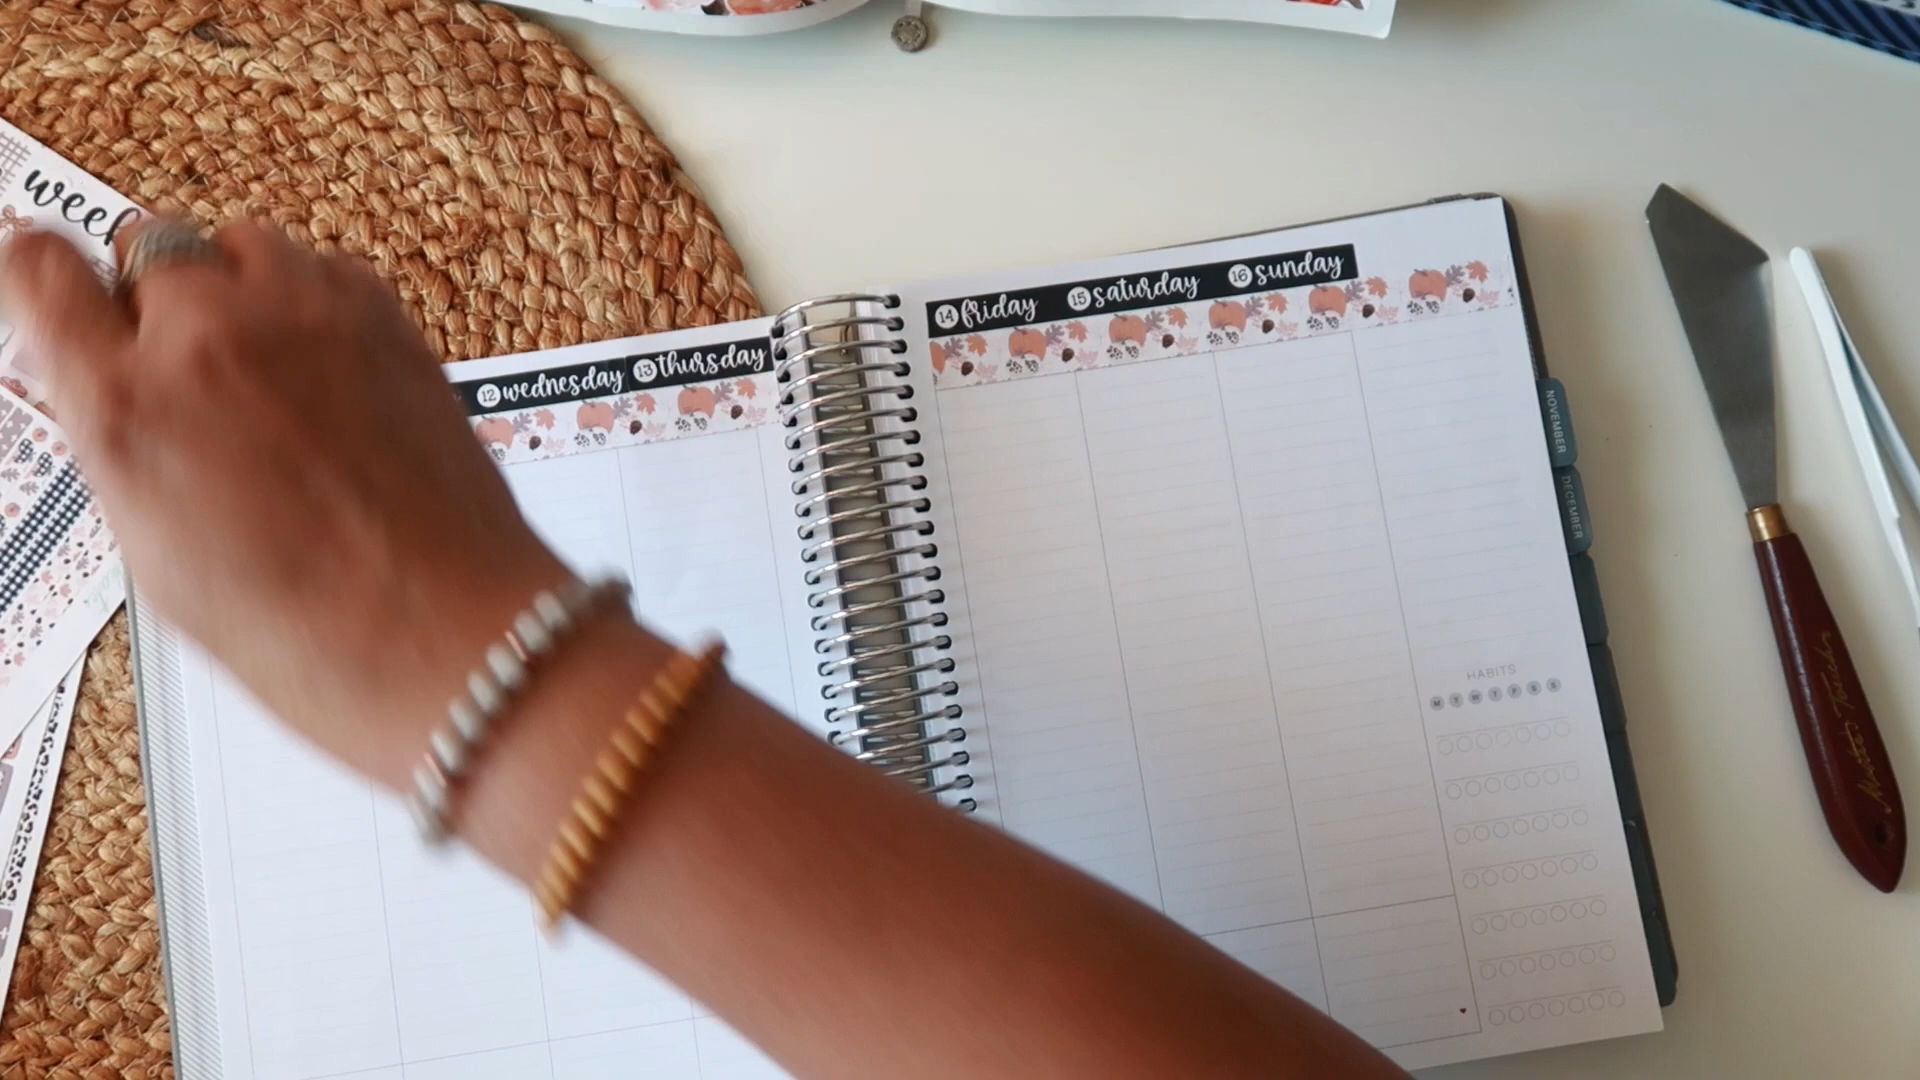 week
12 wednesday 13 thursday
14 friday 15 saturday 16 sunday
NOVEMBER
DECEMBER
HABITS
M T W T F S S